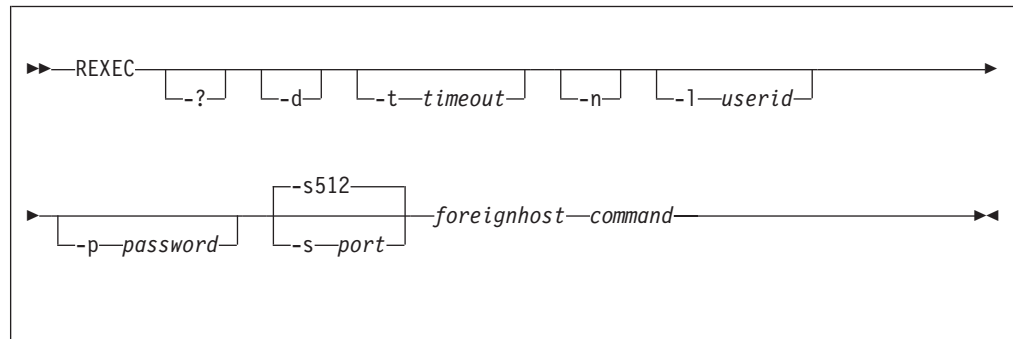 REXEC -? -d -t timeout -n -l userid
-s512
-p password -s port foreignhost command